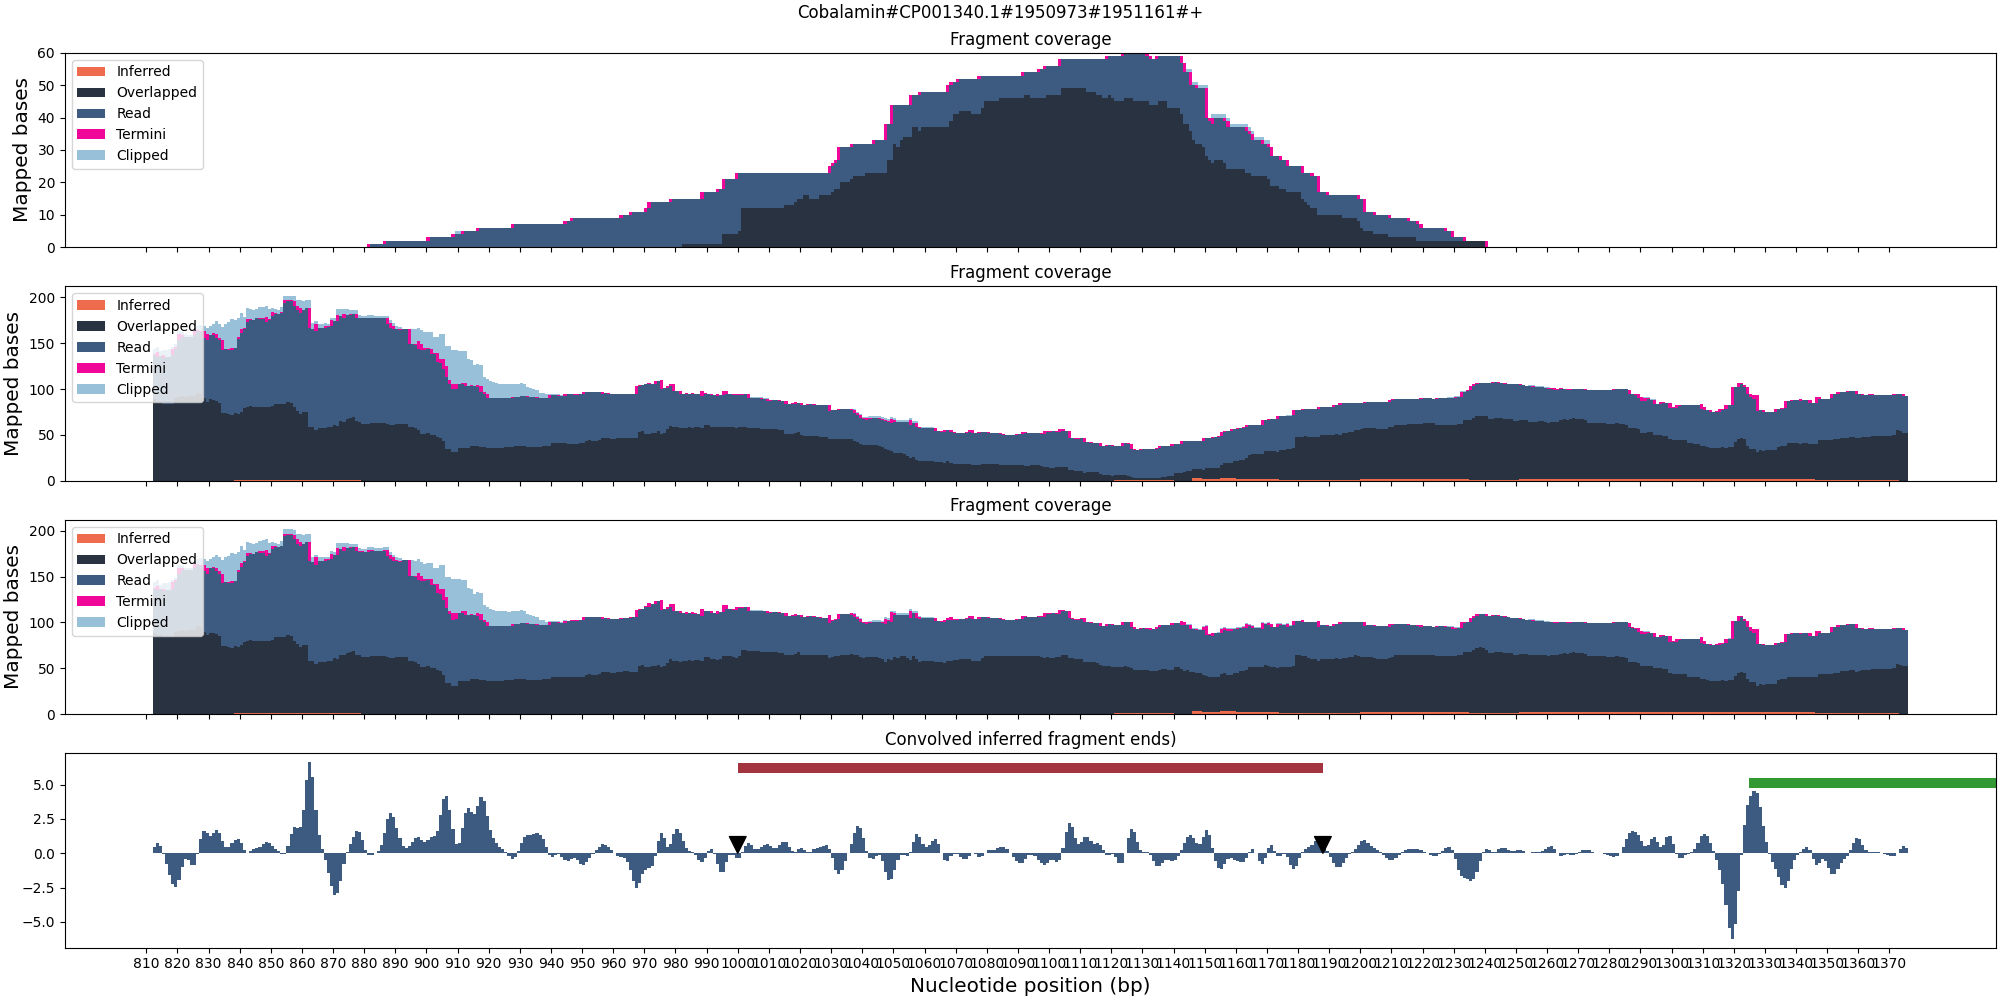 Cobalamin#CP001340.1#1950973#1951161#+
Fragment coverage
Mapped bases
60
50
40
30
20
10
0
Inferred
Overlapped
Read
Termini
Clipped
Fragment coverage
Mapped bases
200
150
100
50
0
Inferred
Overlapped
Read
Termini
Clipped
Fragment coverage
Mapped bases
200
150
100
50
0
Inferred
Overlapped
Read
Termini
Clipped
Convolved inferred fragment ends)
5.0
2.5
0.0
−2.5
−5.0
810 820 830 840 850 860 870 880 890 900 910 920 930 940 950 960 970 980 990 1000 1010 1020 1030 1040 1050 1060 1070 1080 1090 1100 1110 1120 1130 1140 1150 1160 1170 1180 1190 1200 1210 1220 1230 1240 1250 1260 1270 1280 1290 1300 1310 1320 1330 1340 1350 1360 1370
Nucleotide position (bp)